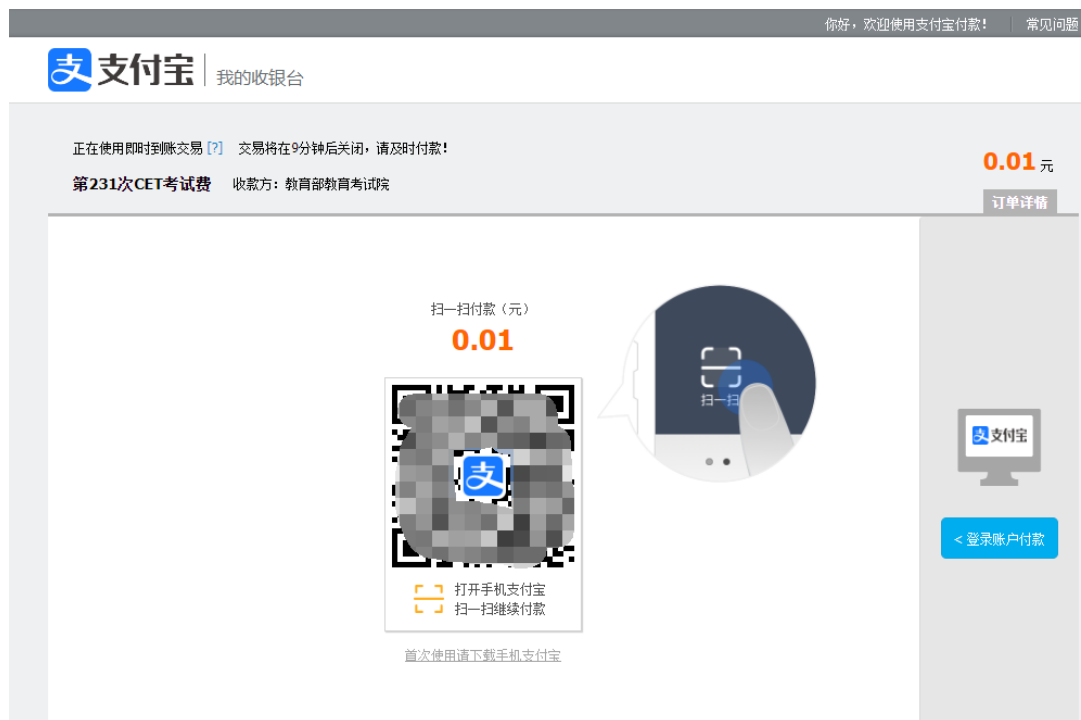 你好，欢迎使用支付宝付款！ 常见问题
支 支付宝 我的收银台
正在使用即时到账交易 [?] 交易将在9分钟后关闭，请及时付款！
0.01 元
第231次CET考试费 收款方：教育部教育考试院
订单详情
扫一扫付款（元）
0.01
扫一扫
支 支付宝
支
< 登录账户付款
打开手机支付宝
扫一扫继续付款
首次使用请下载手机支付宝